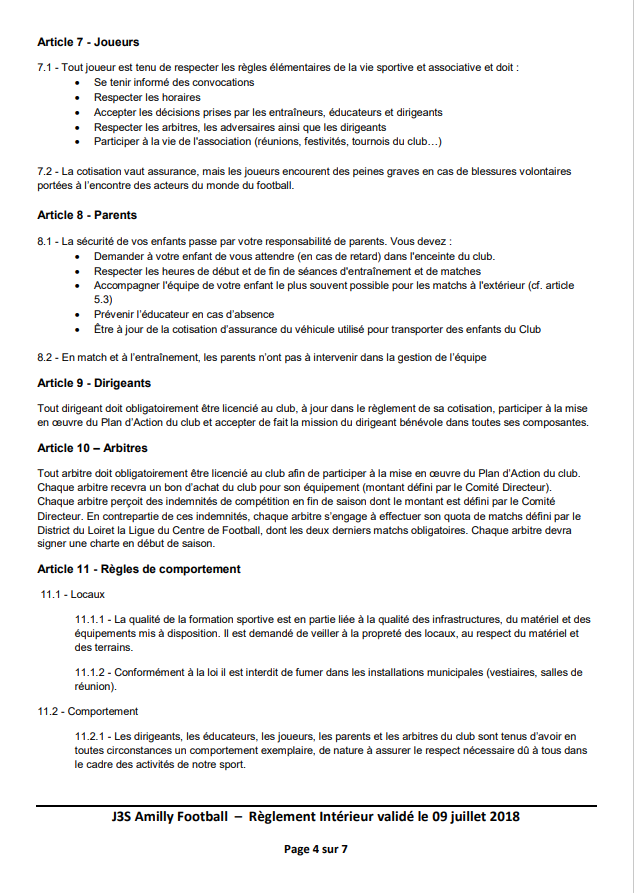 Article 7 - Joueurs
7.1 - Tout joueur est tenu de respecter les règles élémentaires de la vie sportive et associative et doit :
• Se tenir informé des convocations
• Respecter les horaires
• Accepter les décisions prises par les entraîneurs, éducateurs et dirigeants
• Respecter les arbitres, les adversaires ainsi que les dirigeants
• Participer à la vie de l'association (réunions, festivités, tournois du club…)
7.2 - La cotisation vaut assurance, mais les joueurs encourent des peines graves en cas de blessures volontaires
portées à l'encontre des acteurs du monde du football.
Article 8 - Parents
8.1 - La sécurité de vos enfants passe par votre responsabilité de parents. Vous devez :
• Demander à votre enfant de vous attendre (en cas de retard) dans l'enceinte du club.
• Respecter les heures de début et de fin de séances d'entraînement et de matches
• Accompagner l'équipe de votre enfant le plus souvent possible pour les matchs à l'extérieur (cf. article
5.3)
• Prévenir l'éducateur en cas d'absence
• Être à jour de la cotisation d'assurance du véhicule utilisé pour transporter des enfants du Club
8.2 - En match et à l'entraînement, les parents n'ont pas à intervenir dans la gestion de l'équipe
Article 9 - Dirigeants
Tout dirigeant doit obligatoirement être licencié au club, à jour dans le règlement de sa cotisation, participer à la mise
en œuvre du Plan d'Action du club et accepter de fait la mission du dirigeant bénévole dans toutes ses composantes.
Article 10 – Arbitres
Tout arbitre doit obligatoirement être licencié au club afin de participer à la mise en œuvre du Plan d'Action du club.
Chaque arbitre recevra un bon d'achat du club pour son équipement (montant défini par le Comité Directeur).
Chaque arbitre perçoit des indemnités de compétition en fin de saison dont le montant est défini par le Comité
Directeur. En contrepartie de ces indemnités, chaque arbitre s'engage à effectuer son quota de matchs défini par le
District du Loiret la Ligue du Centre de Football, dont les deux derniers matchs obligatoires. Chaque arbitre devra
signer une charte en début de saison.
Article 11 - Règles de comportement
11.1 - Locaux
11.1.1 - La qualité de la formation sportive est en partie liée à la qualité des infrastructures, du matériel et des
équipements mis à disposition. Il est demandé de veiller à la propreté des locaux, au respect du matériel et
des terrains.
11.1.2 - Conformément à la loi il est interdit de fumer dans les installations municipales (vestiaires, salles de
réunion).
11.2 - Comportement
11.2.1 - Les dirigeants, les éducateurs, les joueurs, les parents et les arbitres du club sont tenus d'avoir en
toutes circonstances un comportement exemplaire, de nature à assurer le respect nécessaire dû à tous dans
le cadre des activités de notre sport.
J3S Amilly Football – Règlement Intérieur validé le 09 juillet 2018
Page 4 sur 7